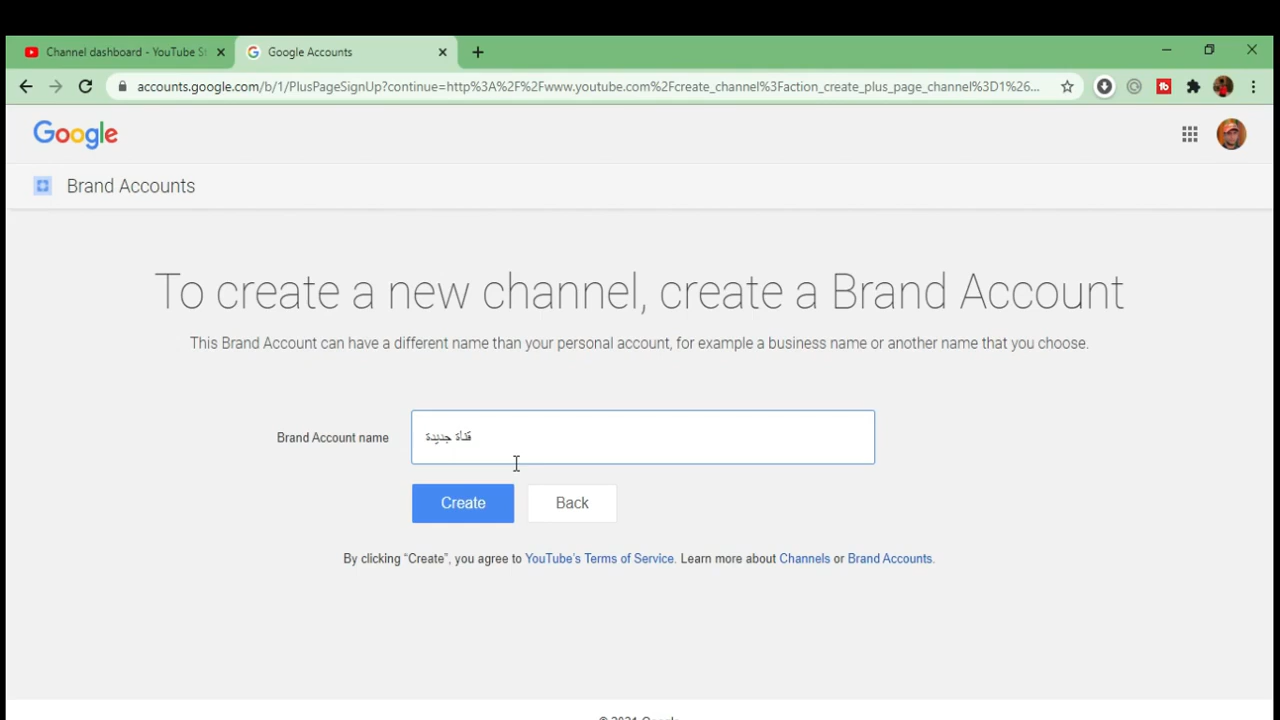 Channel dashboard - YouTube St
Google Accounts
accounts.google.com/b/1/PlusPageSignUp?continue=http%3A%2F%2Fwww.youtube.com%2Fcreate_channel%3Faction_create_plus_page_channel%3D1%26...
Google
Brand Accounts
To create a new channel, create a Brand Account
This Brand Account can have a different name than your personal account, for example a business name or another name that you choose.
Brand Account name
قناة جديدة
Create
Back
By clicking “Create”, you agree to YouTube's Terms of Service. Learn more about Channels or Brand Accounts.
© 2021 Google